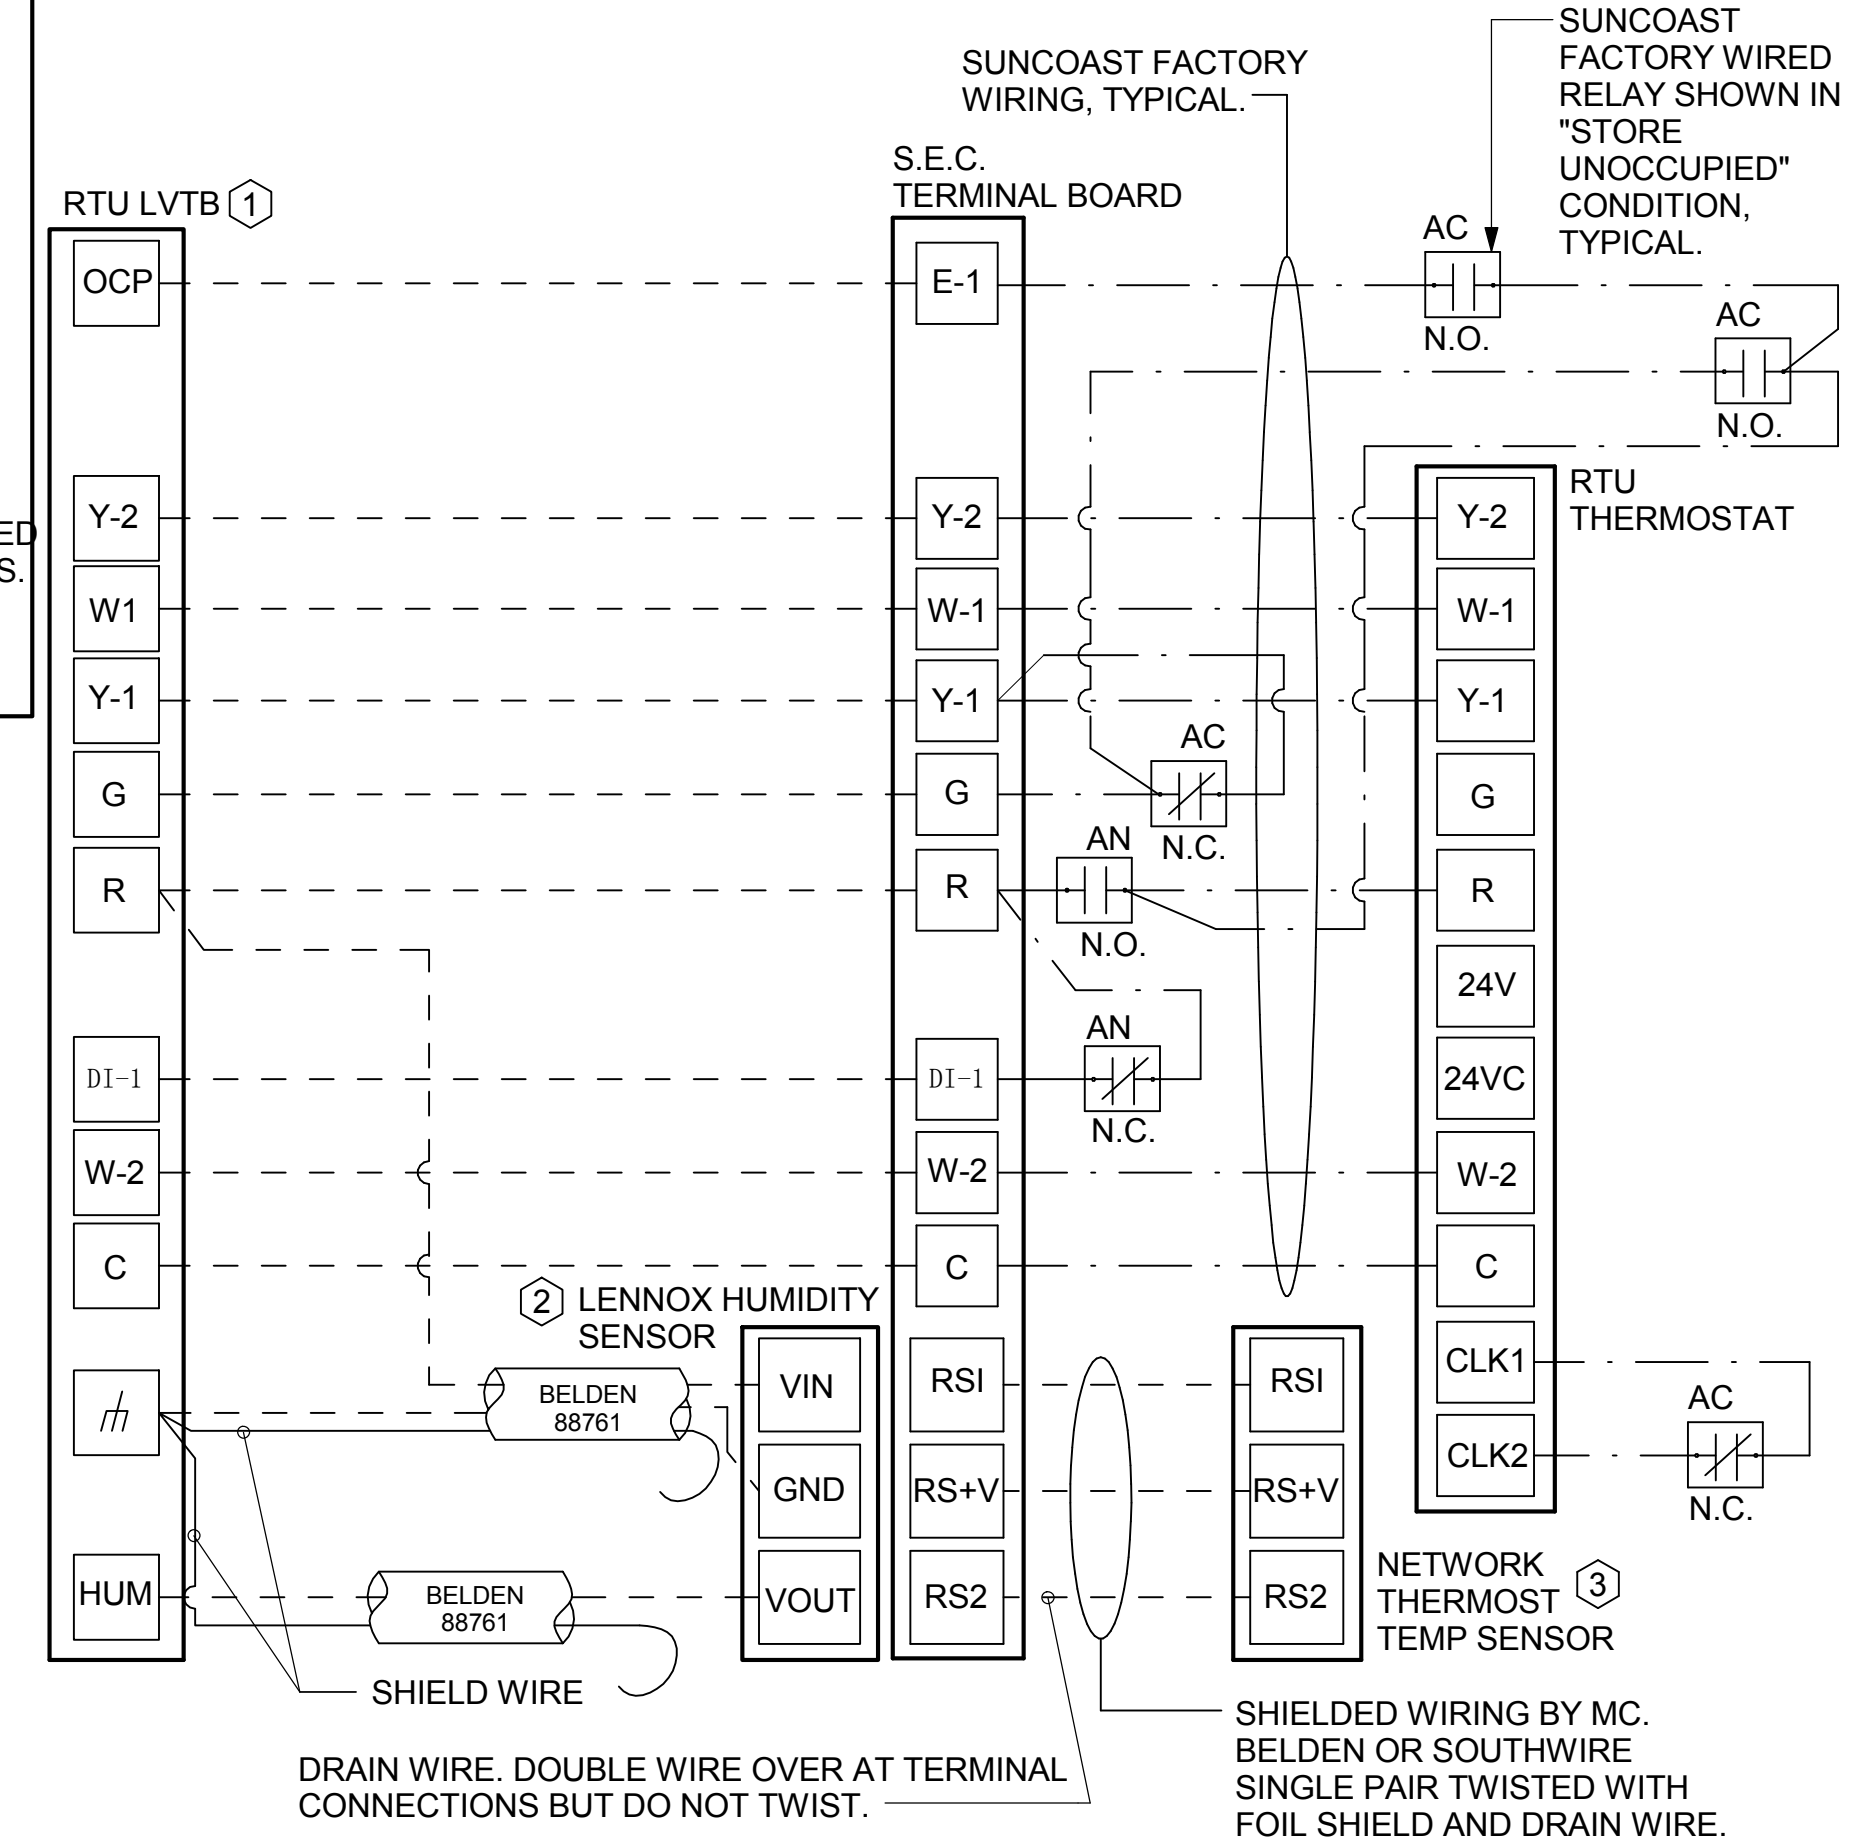 SUNCOAST
FACTORY WIRED
RELAY SHOWN IN
"STORE
UNOCCUPIED"
CONDITION,
TYPICAL.
SUNCOAST FACTORY
WIRING, TYPICAL.
S.E.C.
TERMINAL BOARD
RTU LVTB 1
OCP
Y-2
W1
Y-1
G
R
DI-1
W-2
C
HUM
E-1
Y-2
W-1
Y-1
G
R
DI-1
W-2
C
RSI
RS+V
RS2
AC
N.O.
AC
N.O.
AC
N.C.
AN
N.O.
AN
N.C.
RTU
THERMOSTAT
Y-2
W-1
Y-1
G
R
24V
24VC
W-2
C
CLK1
CLK2
AC
N.C.
ED
S.
2 LENNOX HUMIDITY
SENSOR
VIN
GND
VOUT
BELDEN
88761
BELDEN
88761
RSI
RS+V
RS2
NETWORK
THERMOST 3
TEMP SENSOR
SHIELD WIRE
DRAIN WIRE. DOUBLE WIRE OVER AT TERMINAL
CONNECTIONS BUT DO NOT TWIST.
SHIELDED WIRING BY MC.
BELDEN OR SOUTHWIRE
SINGLE PAIR TWISTED WITH
FOIL SHIELD AND DRAIN WIRE.